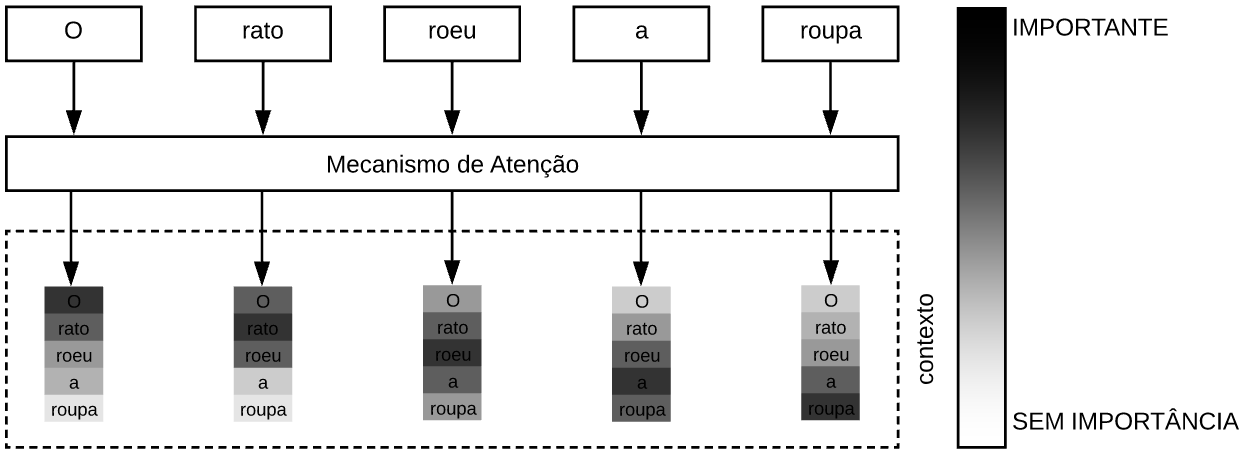 O rato roeu a roupa
IMPORTANTE
Mecanismo de Atenção
O O O O O
rato rato rato rato rato
roeu roeu roeu roeu roeu
a a a a a
roupa roupa roupa roupa roupa
contexto
SEM IMPORTÂNCIA